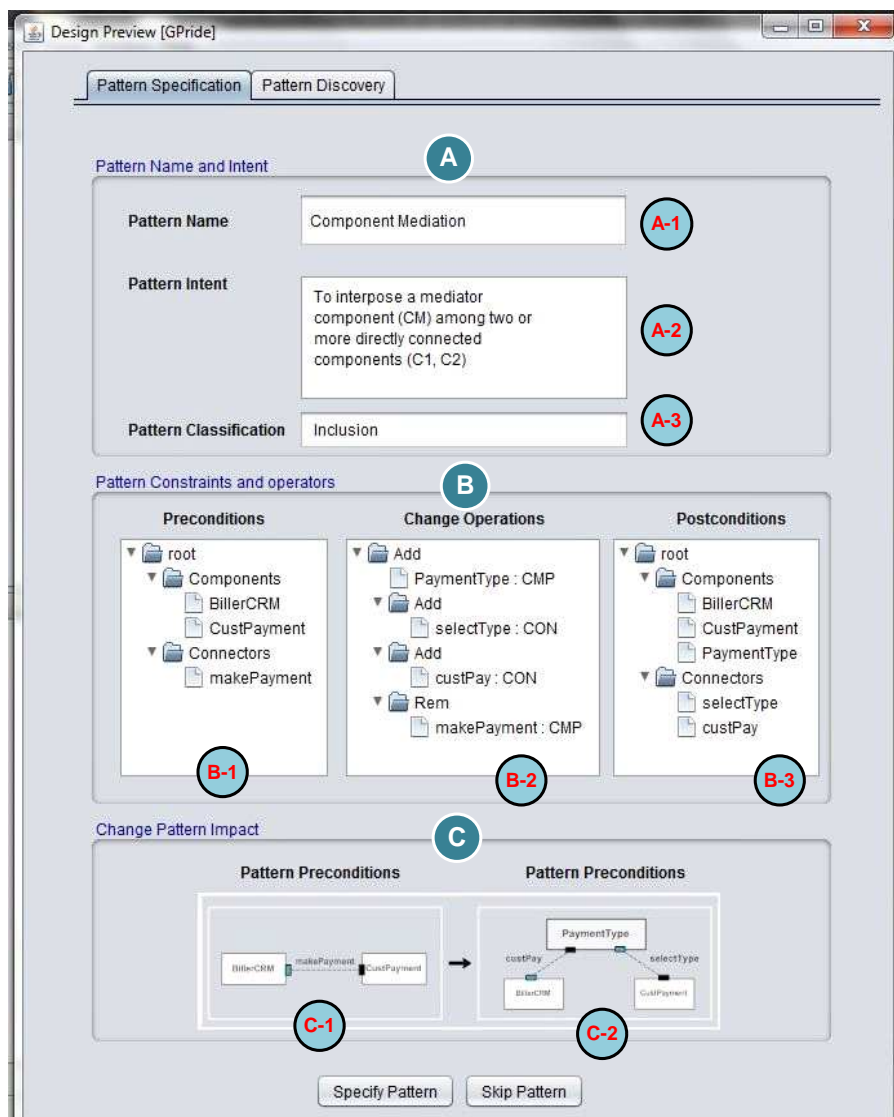 Design Preview [GPride]
Pattern Specification Pattern Discovery
A
Pattern Name and Intent
Pattern Name Component Mediation A-1
Pattern Intent
To interpose a mediator
component (CM) among two or
more directly connected
components (C1, C2)
A-2
Pattern Classification Inclusion A-3
Pattern Constraints and operators
B
Preconditions
root
Components
BillerCRM
CustPayment
Connectors
makePayment
B-1
Change Operations
Add
PaymentType : CMP
Add
selectType : CON
Add
custPay : CON
Rem
makePayment : CMP
B-2
Postconditions
root
Components
BillerCRM
CustPayment
PaymentType
Connectors
selectType
custPay
B-3
Change Pattern Impact
C
Pattern Preconditions Pattern Preconditions
BillerCRM makePayment CustPayment
C-1
PaymentType
custPay selectType
BillerCRM CustPayment
C-2
Specify Pattern Skip Pattern